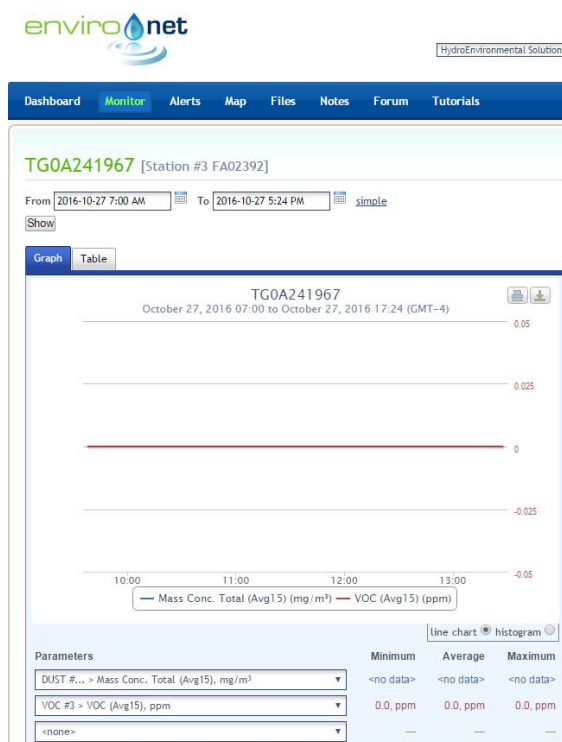 enviro net
HydroEnvironmental Solution
Dashboard Monitor Alerts Map Files Notes Forum Tutorials
TG0A241967 [Station #3 FA02392]
From 2016-10-27 7:00 AM To 2016-10-27 5:24 PM simple
Show
Graph Table
TG0A241967
October 27, 2016 07:00 to October 27, 2016 17:24 (GMT-4)
0.05
0.025
0
-0.025
-0.05
10:00 11:00 12:00 13:00
Mass Conc. Total (Avg15) (mg/m³) VOC (Avg15) (ppm)
line chart histogram
Parameters Minimum Average Maximum
DUST #... > Mass Conc. Total (Avg15), mg/m³ <no data> <no data> <no data>
VOC #3 > VOC (Avg15), ppm 0.0, ppm 0.0, ppm 0.0, ppm
<none> — — —